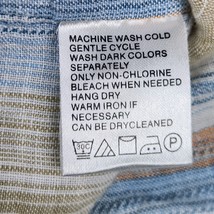 MACHINE WASH COLD
GENTLE CYCLE
WASH DARK COLORS
SEPARATELY
ONLY NON-CHLORINE
BLEACH WHEN NEEDED
HANG DRY
WARM IRON IF
NECESSARY
CAN BE DRYCLEANED
30C P